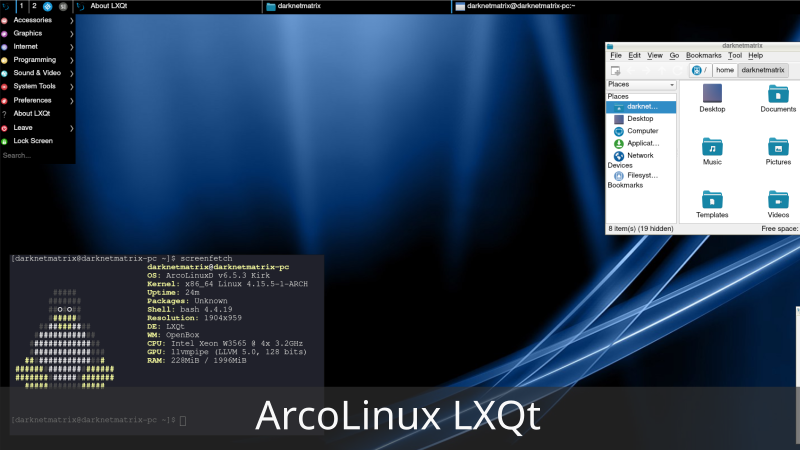 1 2 About LXQt darknetmatrix darknetmatrix@darknetmatrix-pc:~
Accessories
Graphics
Internet
Programming
Sound & Video
System Tools
Preferences
About LXQt
Leave
Lock Screen
Search...
darknetmatrix
File Edit View Go Bookmarks Tool Help
/ home darknetmatrix
Places
Places
darknet...
Desktop
Computer
Applicat...
Network
Devices
Filesyst...
Bookmarks
Desktop Documents
Music Pictures
Templates Videos
8 item(s) (19 hidden) Free space:
[darknetmatrix@darknetmatrix-pc ~]$ screenfetch
darknetmatrix@darknetmatrix-pc
OS: ArcoLinuxD v6.5.3 Kirk
Kernel: x86_64 Linux 4.15.5-1-ARCH
Uptime: 24m
Packages: Unknown
Shell: bash 4.4.19
Resolution: 1904x959
DE: LXQt
WM: OpenBox
CPU: Intel Xeon W3565 @ 4x 3.2GHz
GPU: llvmpipe (LLVM 5.0, 128 bits)
RAM: 228MiB / 1996MiB
[darknetmatrix@darknetmatrix-pc ~]$
ArcoLinux LXQt